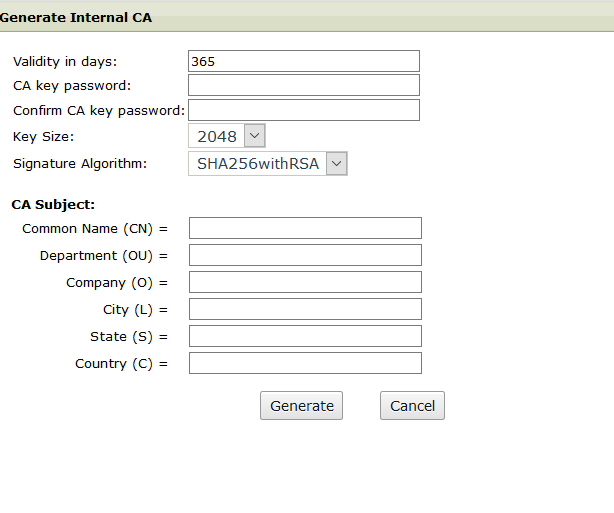 Generate Internal CA
Validity in days: 365
CA key password:
Confirm CA key password:
Key Size: 2048
Signature Algorithm: SHA256withRSA
CA Subject:
Common Name (CN) =
Department (OU) =
Company (O) =
City (L) =
State (S) =
Country (C) =
Generate Cancel